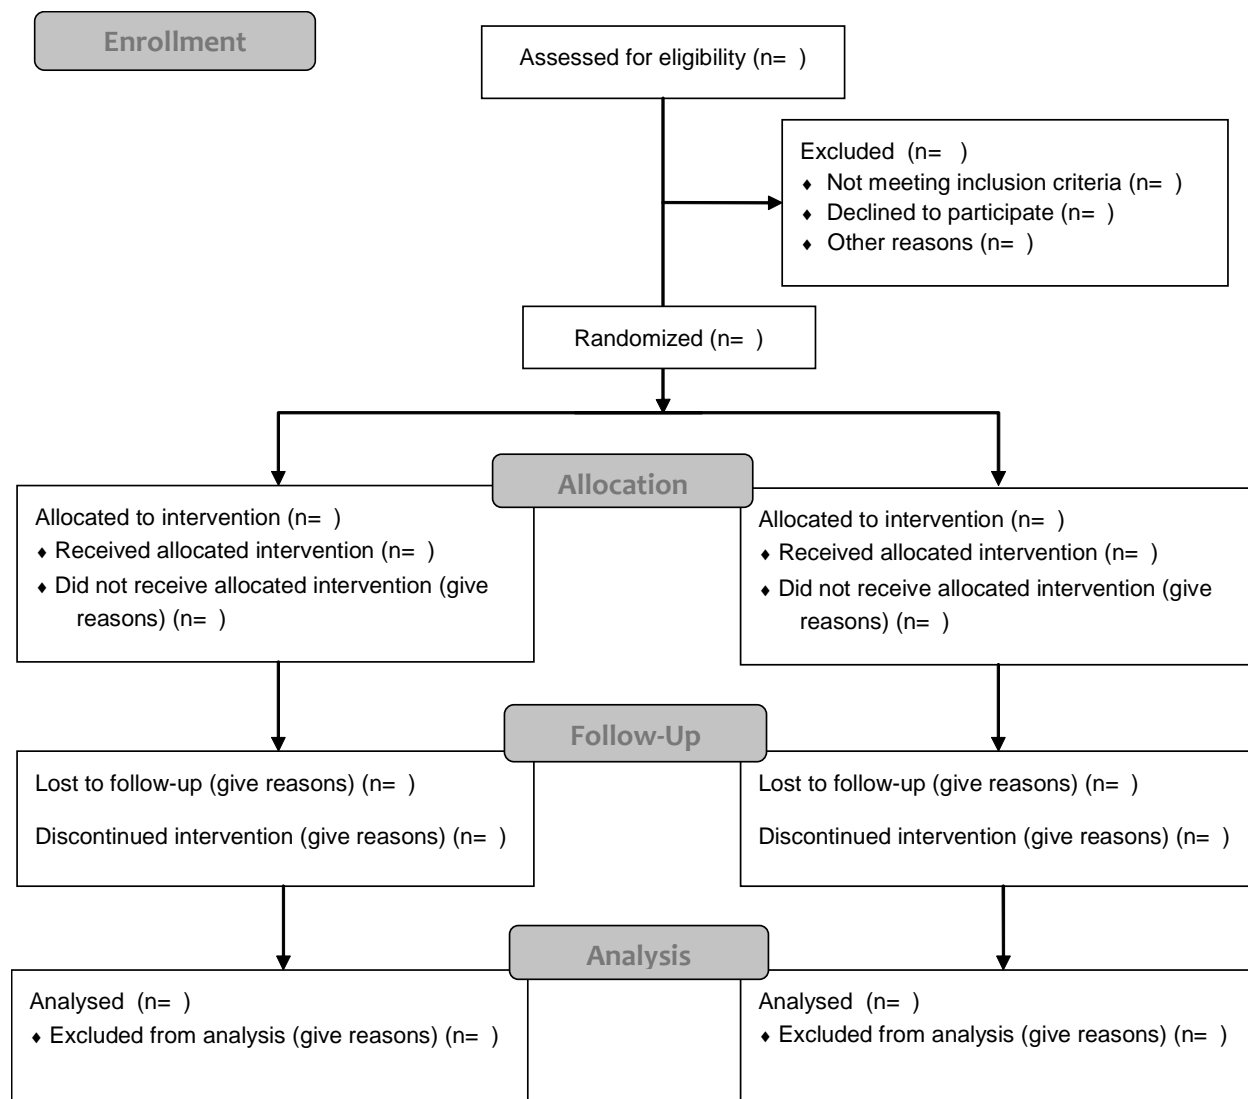 Enrollment
Assessed for eligibility (n=  )
Excluded  (n=   )
♦ Not meeting inclusion criteria (n=  )
♦ Declined to participate (n=  )
♦ Other reasons (n=  )
Randomized (n=  )
Allocation
Allocated to intervention (n=  )
♦ Received allocated intervention (n=  )
♦ Did not receive allocated intervention (give
reasons) (n=  )
Allocated to intervention (n=  )
♦ Received allocated intervention (n=  )
♦ Did not receive allocated intervention (give
reasons) (n=  )
Follow-Up
Lost to follow-up (give reasons) (n=  )
Discontinued intervention (give reasons) (n=  )
Lost to follow-up (give reasons) (n=  )
Discontinued intervention (give reasons) (n=  )
Analysis
Analysed  (n=  )
♦ Excluded from analysis (give reasons) (n=  )
Analysed  (n=  )
♦ Excluded from analysis (give reasons) (n=  )